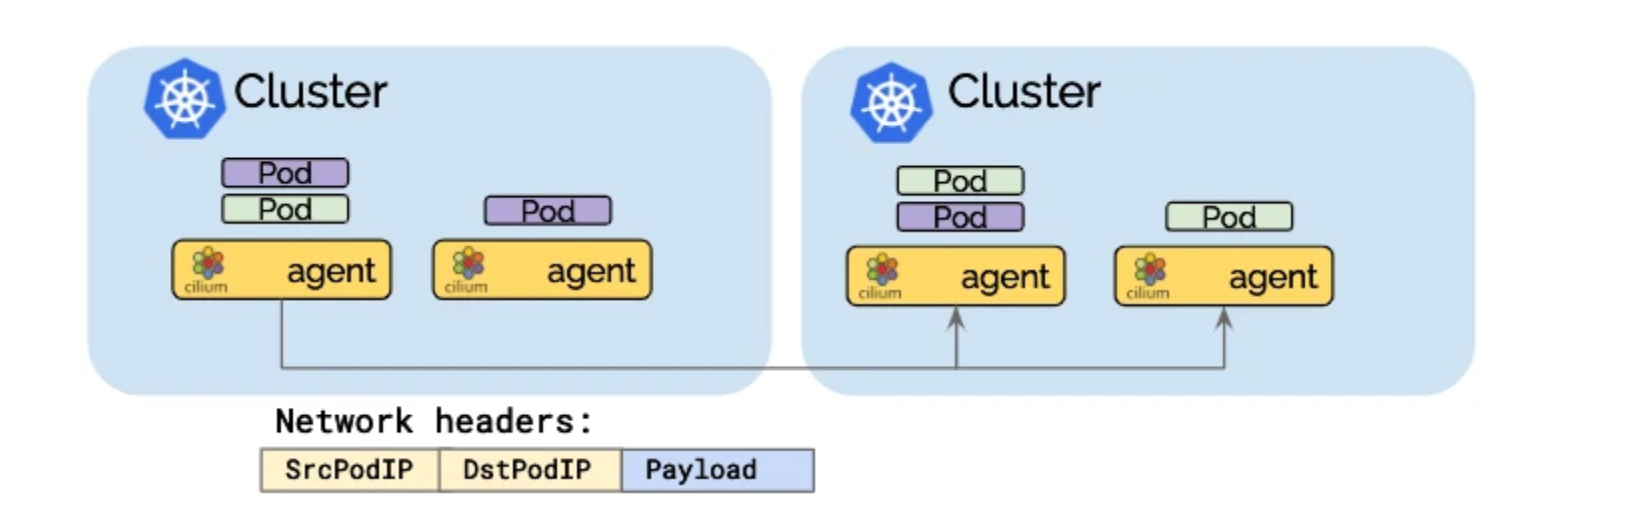 Cluster
Pod
Pod
Pod
cilium agent
cilium agent
Cluster
Pod
Pod
Pod
cilium agent
cilium agent
Network headers:
SrcPodIP DstPodIP Payload